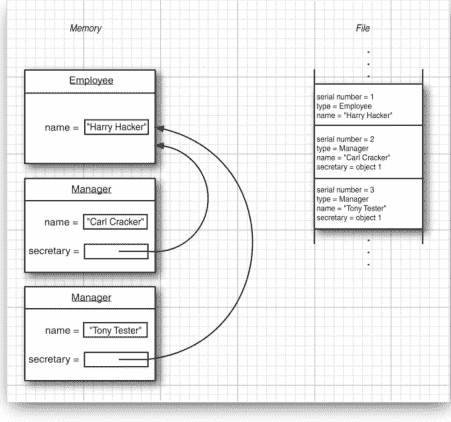 Memory
Employee
name = "Harry Hacker"
Manager
name = "Carl Cracker"
secretary =
Manager
name = "Tony Tester"
secretary =
File
serial number = 1
type = Employee
name = "Harry Hacker"
serial number = 2
type = Manager
name = "Carl Cracker"
secretary = object 1
serial number = 3
type = Manager
name = "Tony Tester"
secretary = object 1